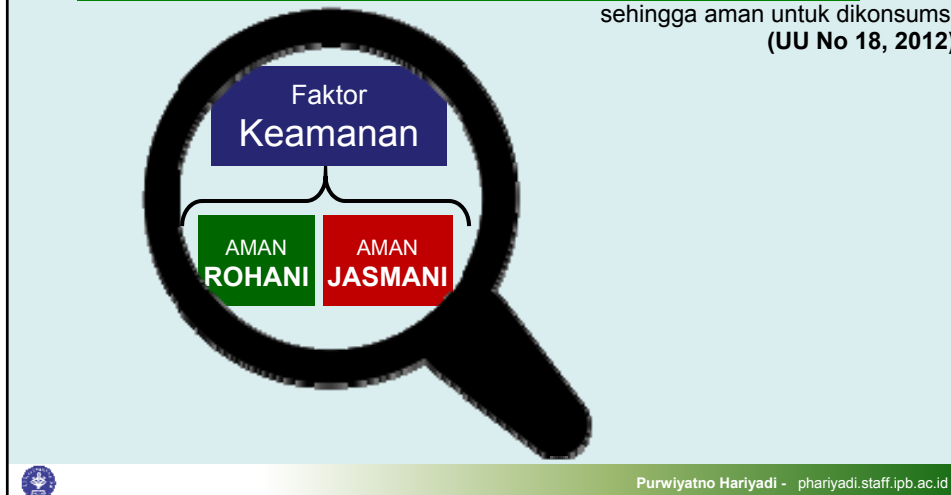 sehingga aman untuk dikonsums
(UU No 18, 2012)
Faktor
Keamanan
AMAN
ROHANI
AMAN
JASMANI
Purwiyatno Hariyadi - phariyadi.staff.ipb.ac.id